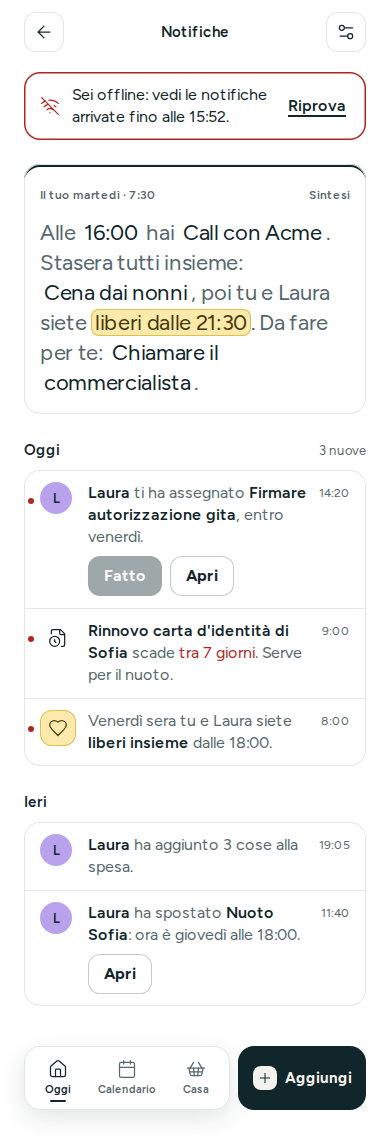 Notifiche
Sei offline: vedi le notifiche
arrivate fino alle 15:52.
Riprova
Il tuo martedì · 7:30
Sintesi
Alle 16:00 hai Call con Acme.
Stasera tutti insieme:
Cena dai nonni, poi tu e Laura
siete liberi dalle 21:30. Da fare
per te: Chiamare il
commercialista.
Oggi
3 nuove
L
Laura ti ha assegnato Firmare
autorizzazione gita, entro
venerdì.
14:20
Fatto
Apri
Rinnovo carta d'identità di
Sofia scade tra 7 giorni. Serve
per il nuoto.
9:00
Venerdì sera tu e Laura siete
liberi insieme dalle 18:00.
8:00
Ieri
L
Laura ha aggiunto 3 cose alla
spesa.
19:05
L
Laura ha spostato Nuoto
Sofia: ora è giovedì alle 18:00.
11:40
Apri
Oggi
Calendario
Casa
Aggiungi